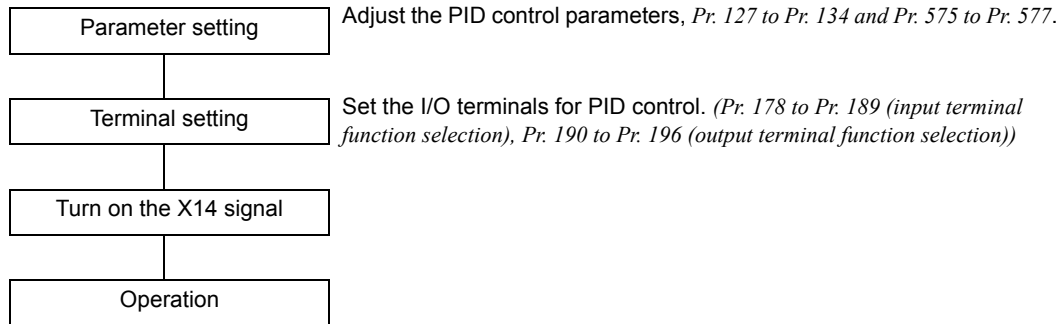 Parameter setting
Adjust the PID control parameters, Pr. 127 to Pr. 134 and Pr. 575 to Pr. 577.
Terminal setting
Set the I/O terminals for PID control. (Pr. 178 to Pr. 189 (input terminal
function selection), Pr. 190 to Pr. 196 (output terminal function selection))
Turn on the X14 signal
Operation